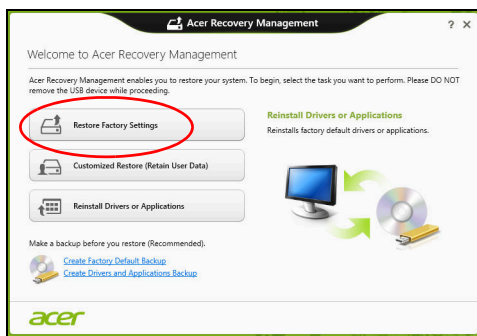 Acer Recovery Management
? X
Welcome to Acer Recovery Management
Acer Recovery Management enables you to restore your system. To begin, select the task you want to perform. Please DO NOT
remove the USB device while proceeding.
Restore Factory Settings
Customized Restore (Retain User Data)
Reinstall Drivers or Applications
Reinstall Drivers or Applications
Reinstalls factory default drivers or applications.
Make a backup before you restore (Recommended).
Create Factory Default Backup
Create Drivers and Applications Backup
acer